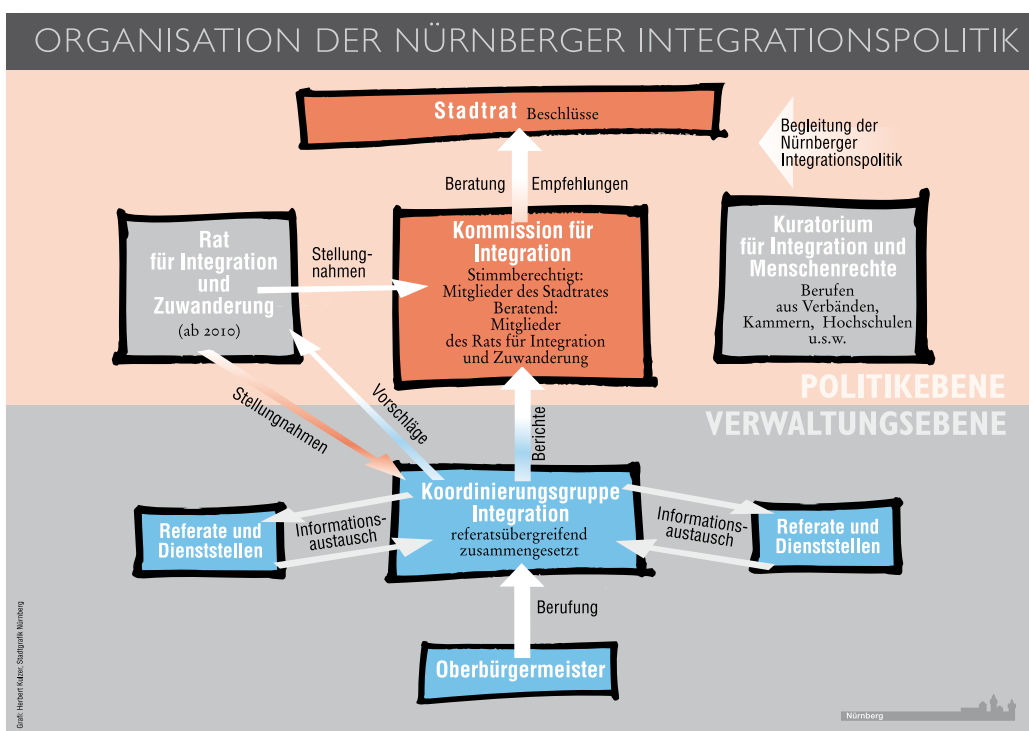 ORGANISATION DER NÜRNBERGER INTEGRATIONSPOLITIK
Stadtrat Beschlüsse
Begleitung der
Nürnberger
Integrationspolitik
Beratung Empfehlungen
Rat
für Integration
und
Zuwanderung
(ab 2010)
Stellung-
nahmen
Kommission für
Integration
Stimmberechtigt:
Mitglieder des Stadtrates
Beratend:
Mitglieder
des Rats für Integration
und Zuwanderung
Kuratorium
für Integration und
Menschenrechte
Berufen
aus Verbänden,
Kammern, Hochschulen
u.s.w.
POLITIKEBENE
VERWALTUNGSEBENE
Stellungnahmen
Vorschläge
Berichte
Referate und
Dienststellen
Informations-
austausch
Koordinierungsgruppe
Integration
referatsübergreifend
zusammengesetzt
Informations-
austausch
Referate und
Dienststellen
Berufung
Oberbürgermeister
Grafik: Herbert Kulzer, Stadtgrafik Nürnberg
Nürnberg